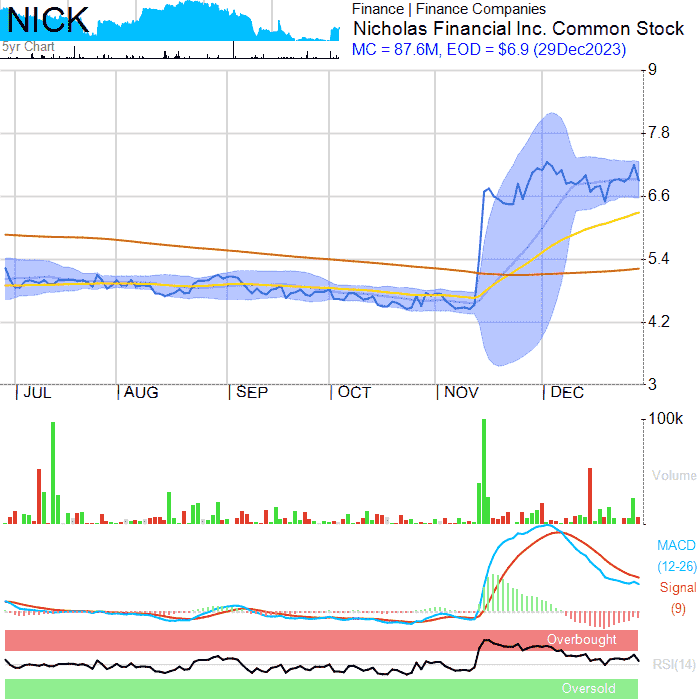 NICK
5yr Chart
Finance | Finance Companies
Nicholas Financial Inc. Common Stock
MC = 87.6M, EOD = $6.9 (29Dec2023)
9
7.8
6.6
5.4
4.2
3
JUL AUG SEP OCT NOV DEC
100k
Volume
MACD
(12-26)
Signal
(9)
Overbought
RSI(14)
Oversold